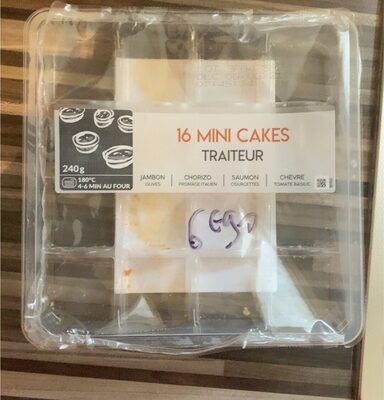 16 MINI CAKES
TRAITEUR
240g
180°C
4-6 MIN AU FOUR
JAMBON
OLIVES
CHORIZO
FROMAGE ITALIEN
SAUMON
COURGETTES
CHÈVRE
TOMATE BASILIC